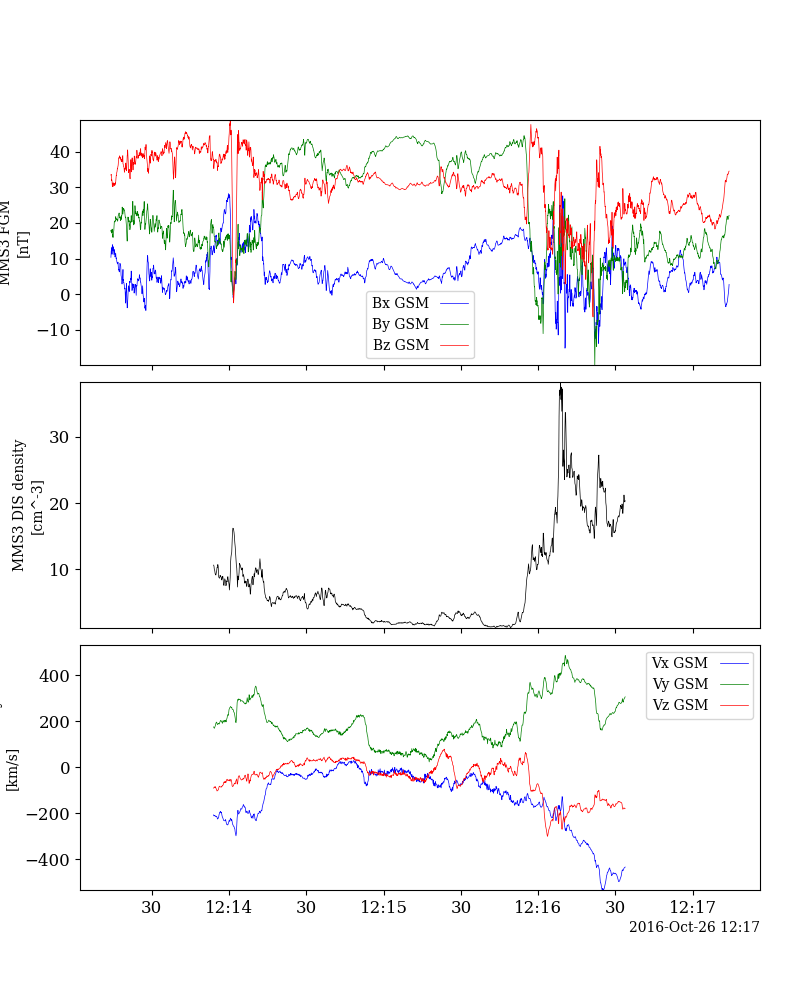 40
30
20
10
0
−10
MMS3 FGM
[nT]
Bx GSM
By GSM
Bz GSM
30
20
10
MMS3 DIS density
[cm^-3]
400
200
0
−200
−400
[km/s]
Vx GSM
Vy GSM
Vz GSM
30 12:14 30 12:15 30 12:16 30 12:17
2016-Oct-26 12:17